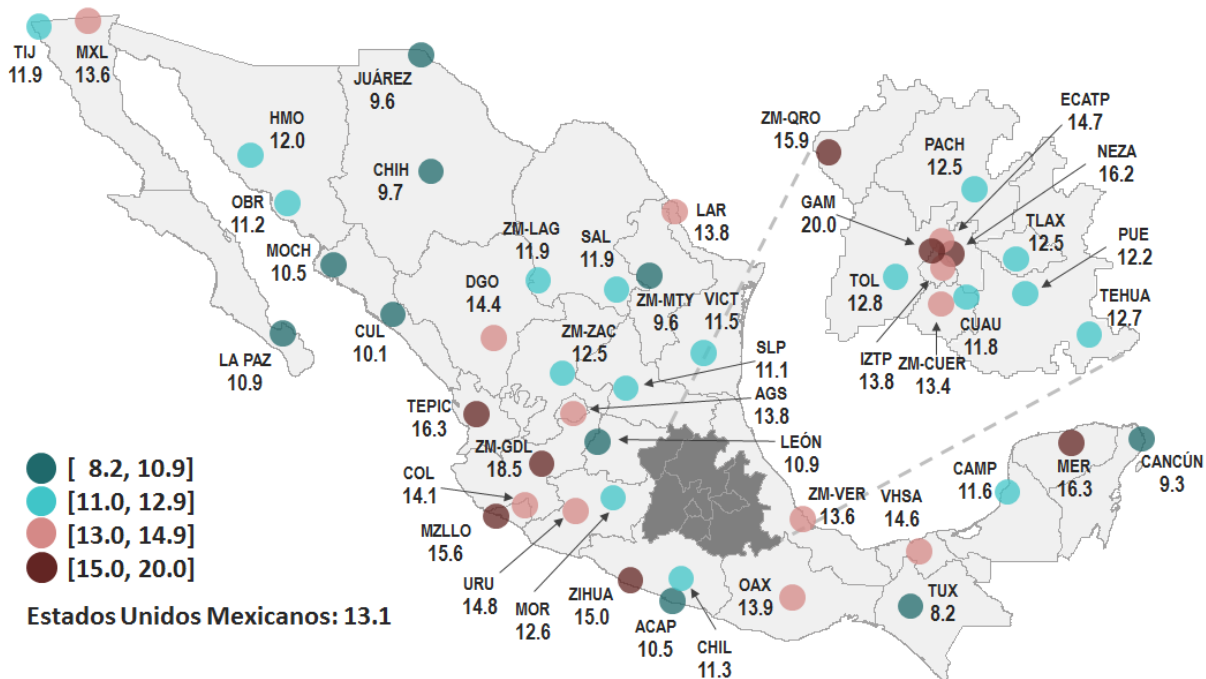 TIJ
11.9
MXL
13.6
JUÁREZ
9.6
HMO
12.0
CHIH
9.7
OBR
11.2
MOCH
10.5
LA PAZ
10.9
CUL
10.1
ZM-LAG
11.9
SAL
11.9
LAR
13.8
DGO
14.4
ZM-MTY
9.6
VICT
11.5
ZM-ZAC
12.5
SLP
11.1
AGS
13.8
TEPIC
16.3
ZM-GDL
18.5
LEÓN
10.9
COL
14.1
MZLLO
15.6
URU
14.8
MOR
12.6
ZIHUA
15.0
ACAP
10.5
CHIL
11.3
OAX
13.9
ZM-VER
13.6
VHSA
14.6
TUX
8.2
CAMP
11.6
MER
16.3
CANCÚN
9.3
ZM-QRO
15.9
PACH
12.5
ECATP
14.7
NEZA
16.2
GAM
20.0
TLAX
12.5
PUE
12.2
TOL
12.8
TEHUA
12.7
CUAU
11.8
IZTP
13.8
ZM-CUER
13.4
[ 8.2, 10.9]
[11.0, 12.9]
[13.0, 14.9]
[15.0, 20.0]
Estados Unidos Mexicanos: 13.1